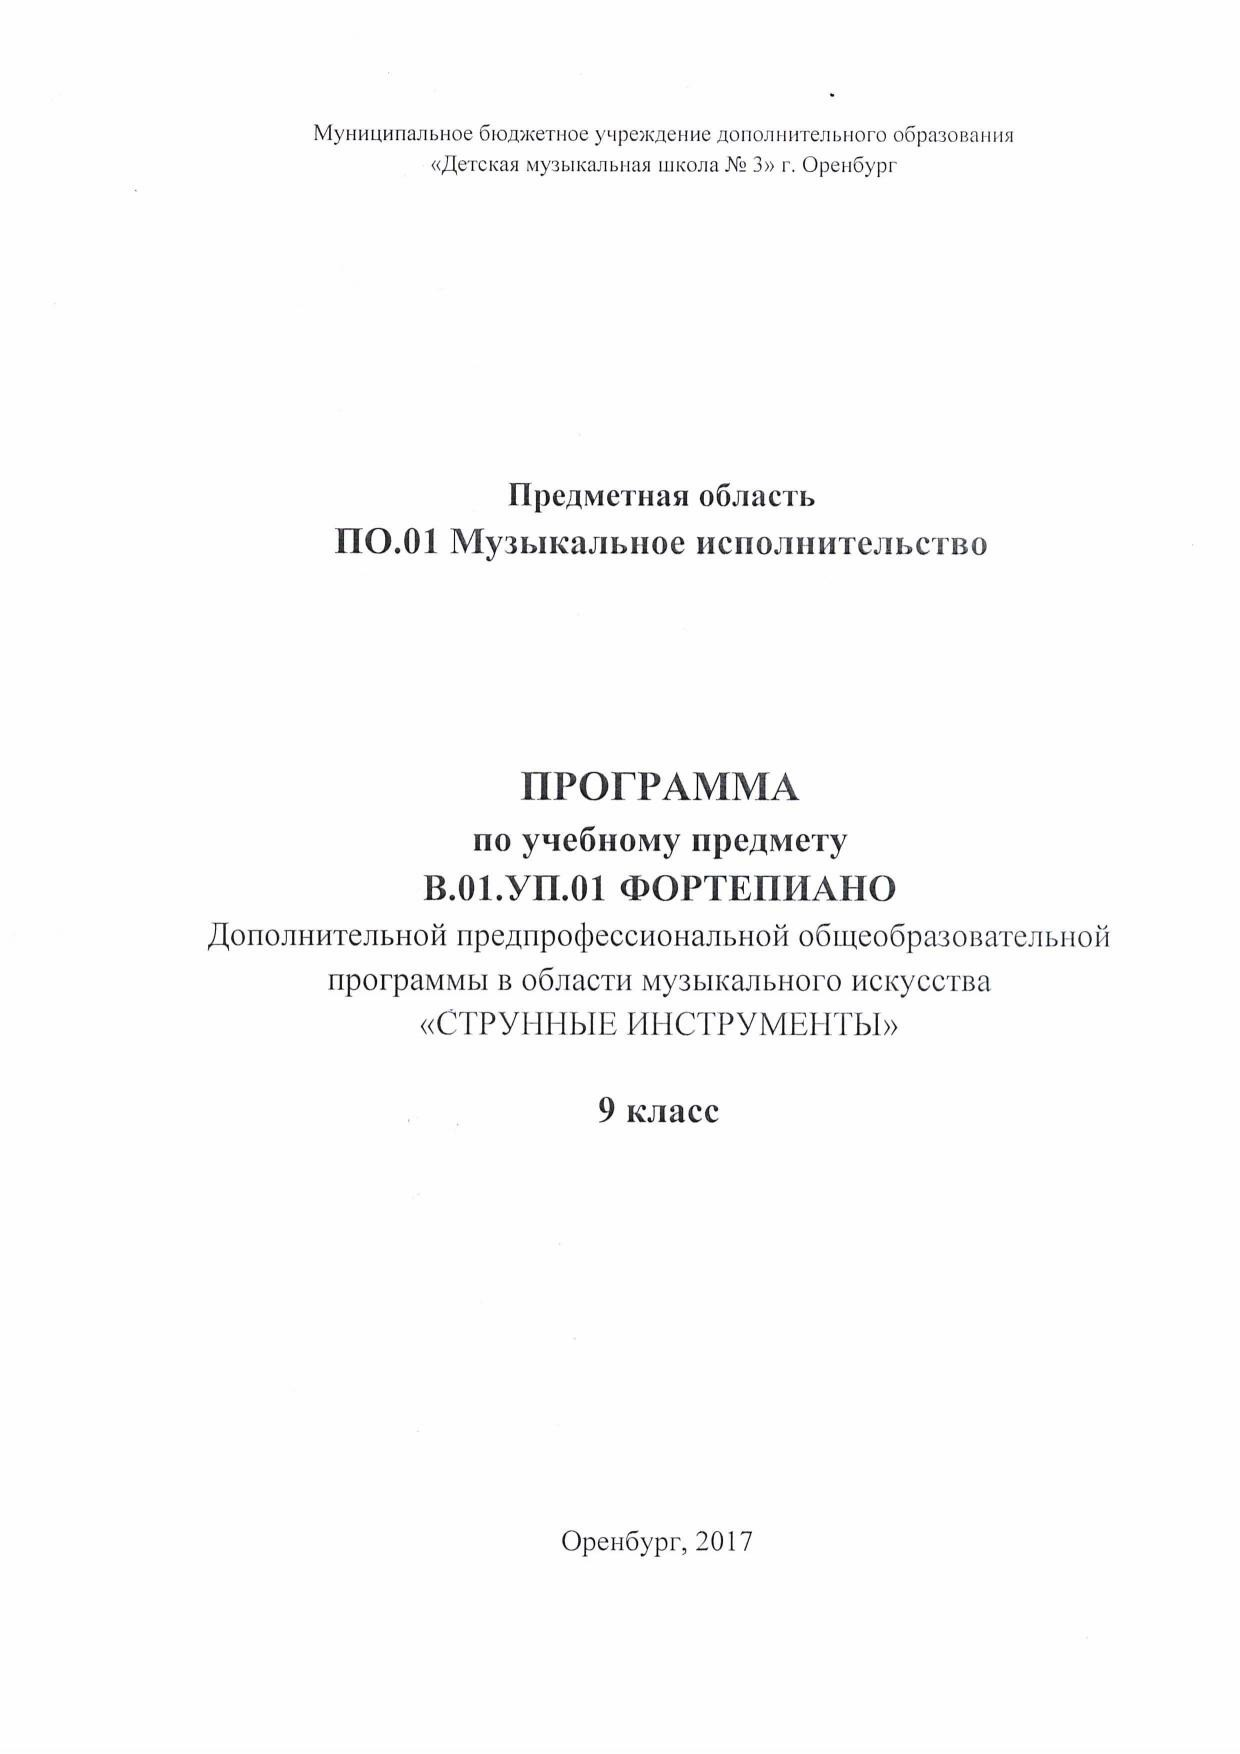 Муниципальное бюджетное учреждение дополнительного образования
«Детская музыкальная школа № 3» г. Оренбург
Предметная область
ПО.01 Музыкальное исполнительство
ПРОГРАММА
по учебному предмету
В.01.УП.01 ФОРТЕПИАНО
Дополнительной предпрофессиональной общеобразовательной
программы в области музыкального искусства
«СТРУННЫЕ ИНСТРУМЕНТЫ»
9 класс
Оренбург, 2017